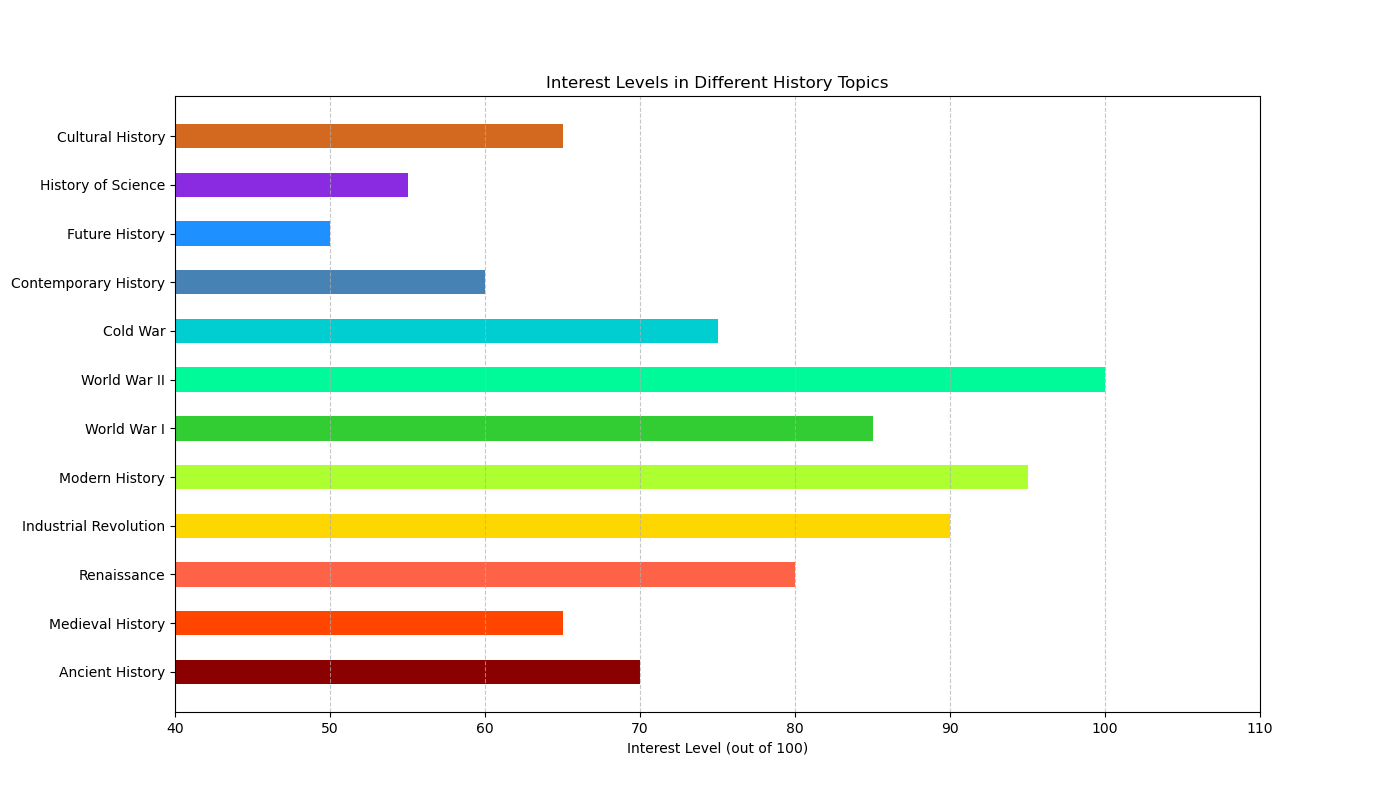 Interest Levels in Different History Topics
Cultural History
History of Science
Future History
Contemporary History
Cold War
World War II
World War I
Modern History
Industrial Revolution
Renaissance
Medieval History
Ancient History
40 50 60 70 80 90 100 110
Interest Level (out of 100)